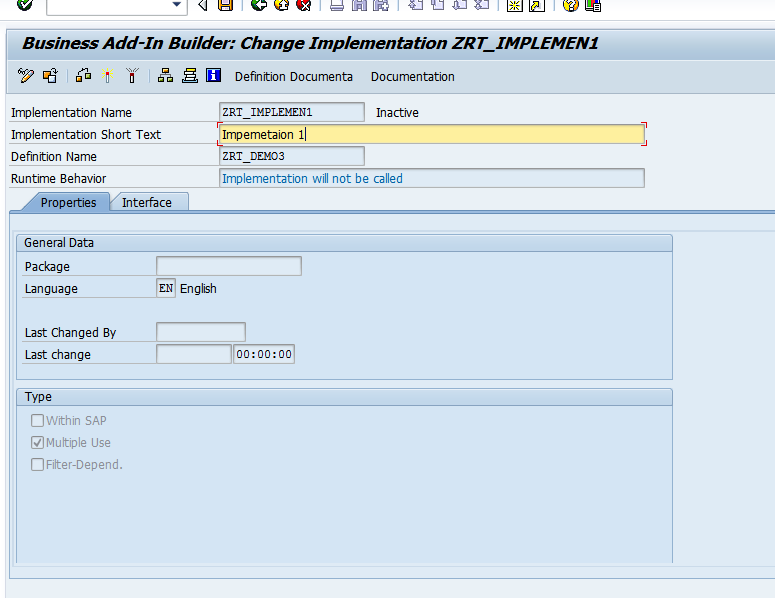 Business Add-In Builder: Change Implementation ZRT_IMPLEMEN1
Definition Documenta Documentation
Implementation Name ZRT_IMPLEMEN1 Inactive
Implementation Short Text Impemetaion 1
Definition Name ZRT_DEMO3
Runtime Behavior Implementation will not be called
Properties Interface
General Data
Package
Language EN English
Last Changed By
Last change 00:00:00
Type
Within SAP
Multiple Use
Filter-Depend.